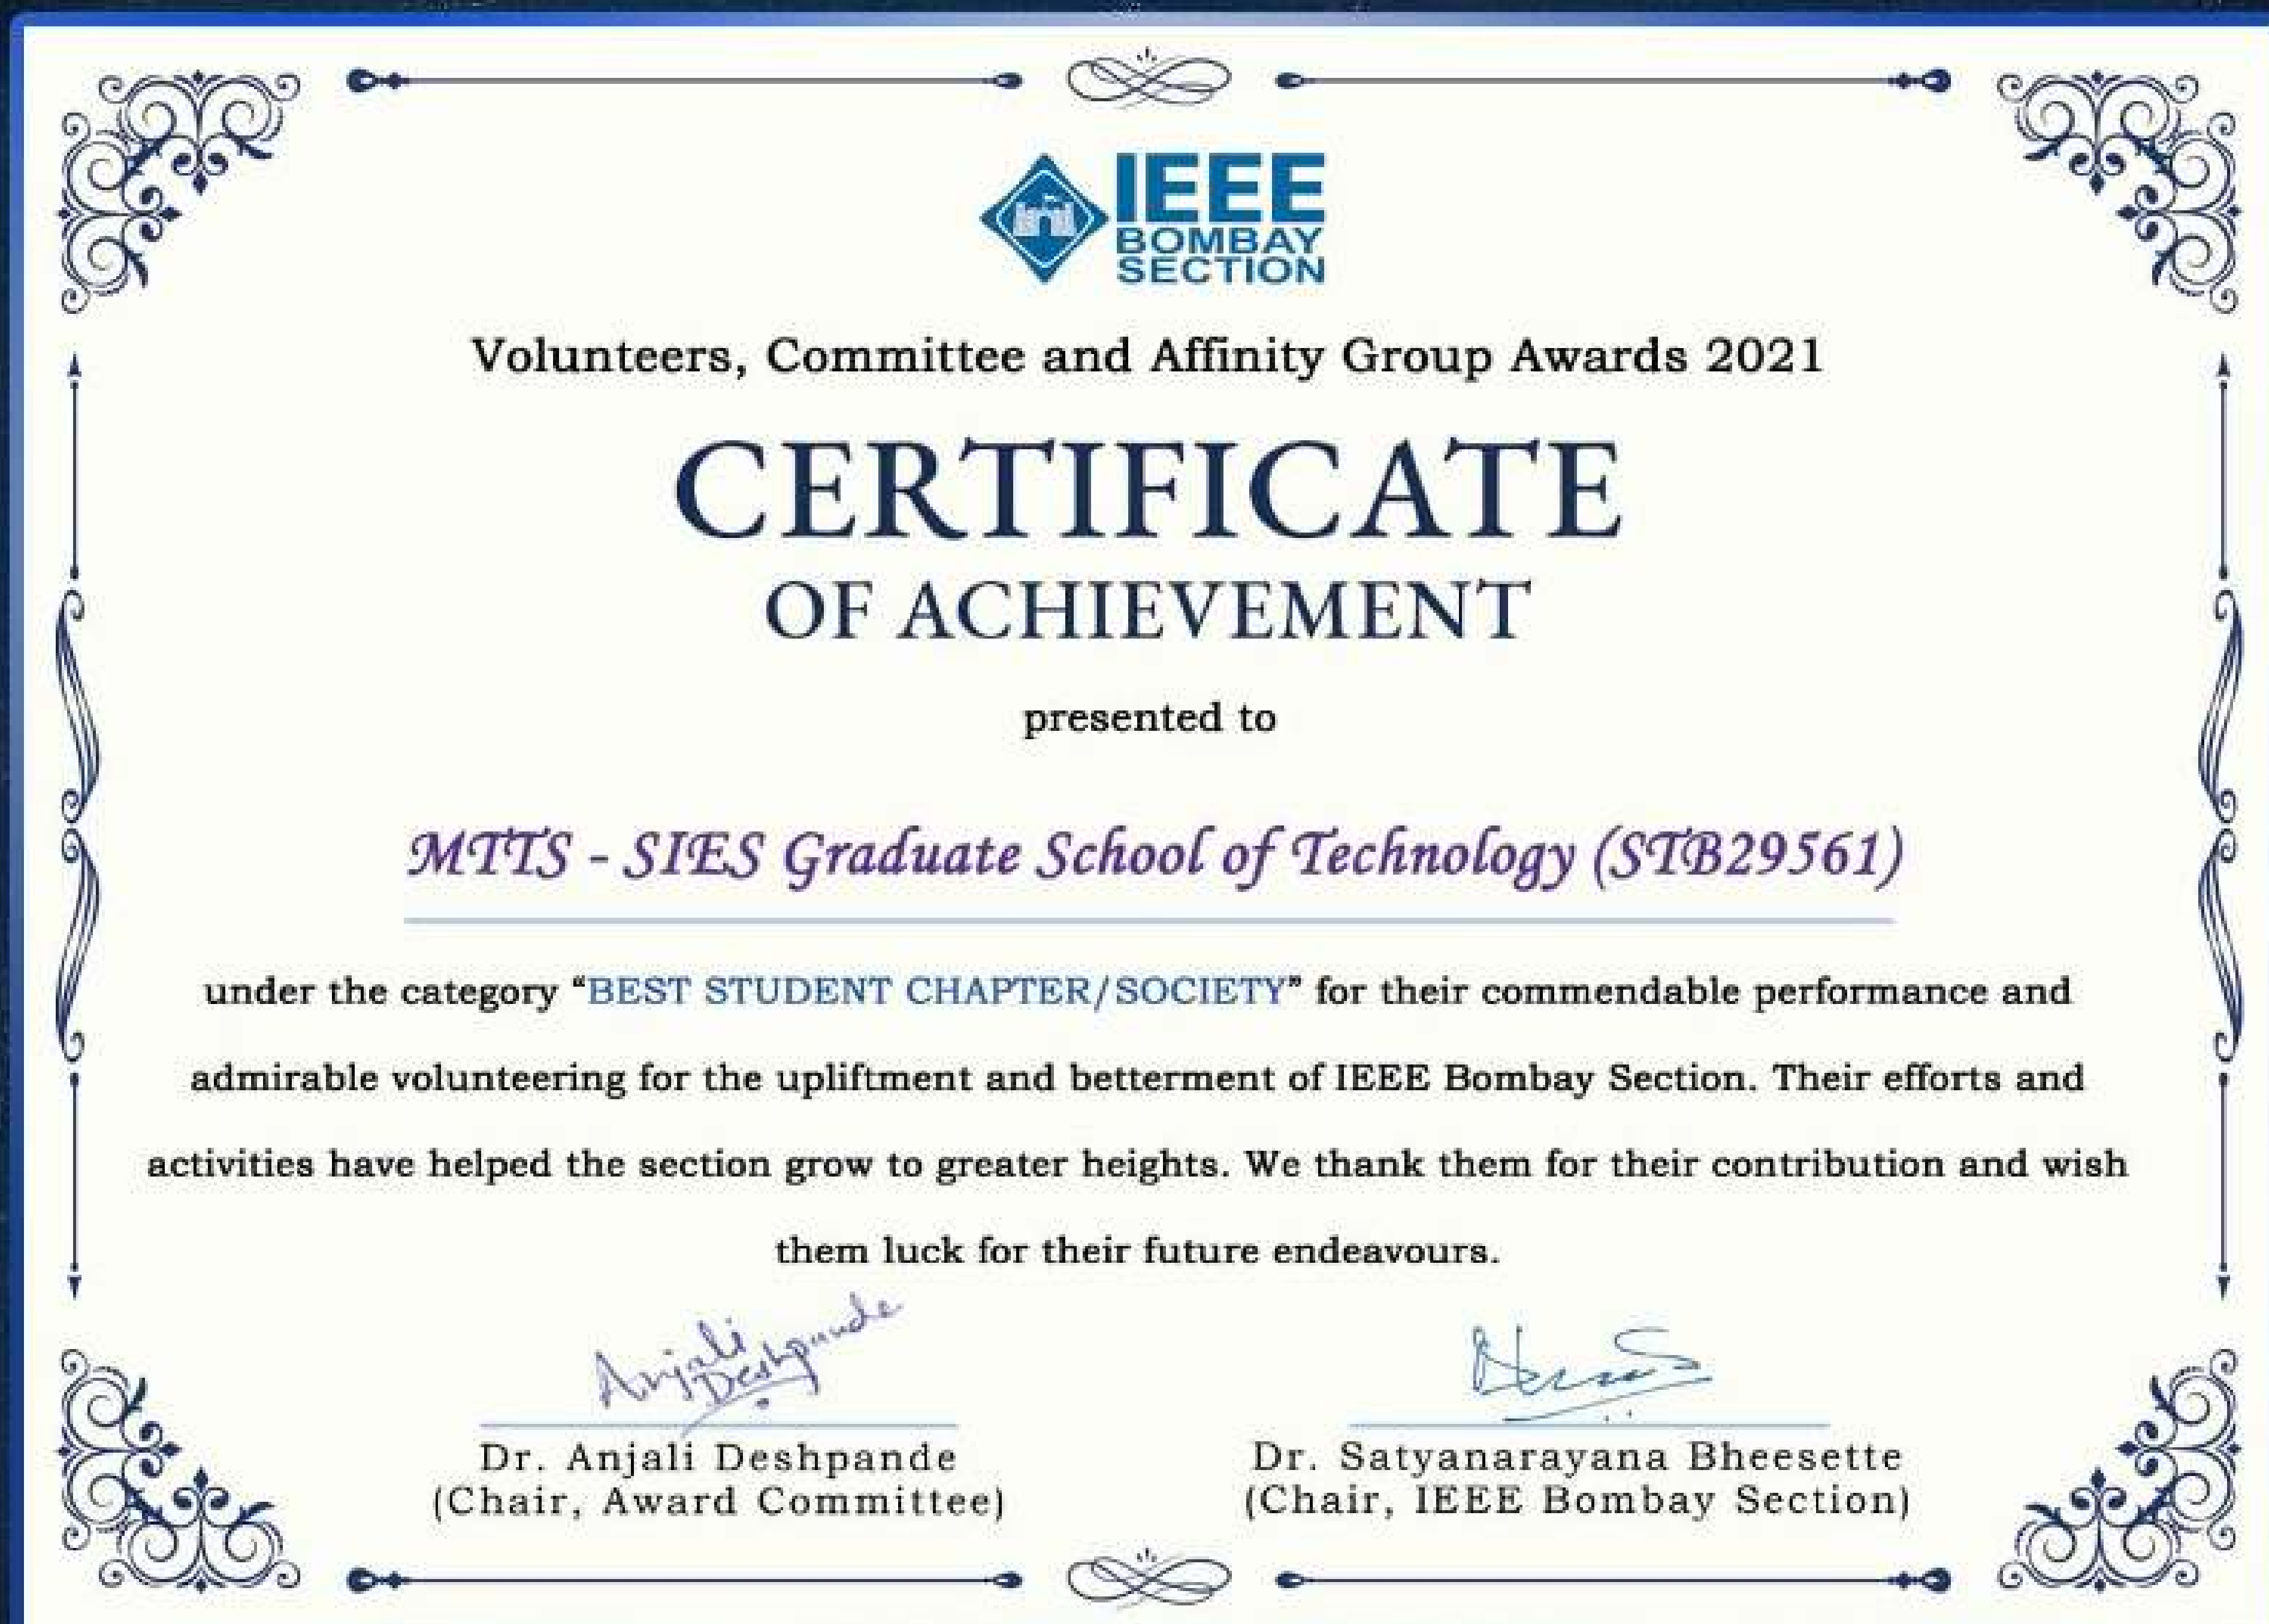 IEEE
BOMBAY
SECTION
Volunteers, Committee and Affinity Group Awards 2021
CERTIFICATE
OF ACHIEVEMENT
presented to
MTTS - SIES Graduate School of Technology (STB29561)
under the category “BEST STUDENT CHAPTER/SOCIETY” for their commendable performance and
admirable volunteering for the upliftment and betterment of IEEE Bombay Section. Their efforts and
activities have helped the section grow to greater heights. We thank them for their contribution and wish
them luck for their future endeavours.
Anjali
Deshpande
Dr. Anjali Deshpande
(Chair, Award Committee)
Dr. Satyanarayana Bheesette
(Chair, IEEE Bombay Section)